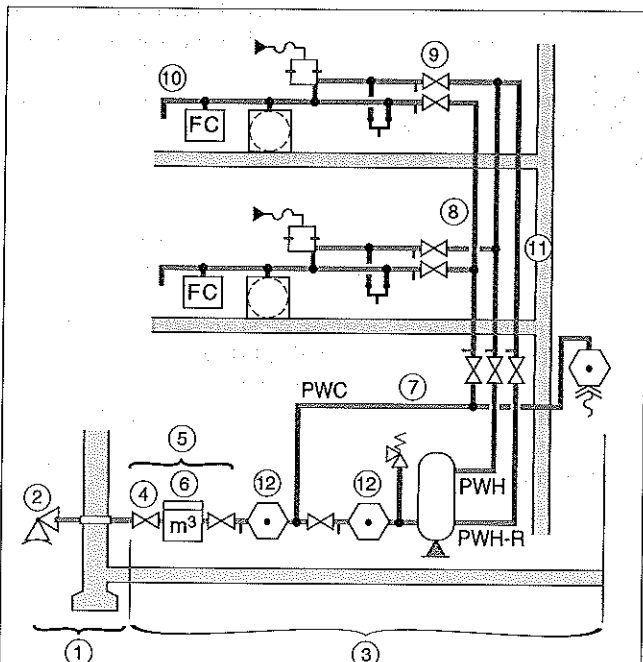 ⑨
⑩
FC
⑧
⑪
FC
⑦
PWC
⑤
② ④ ⑥ ⑫ ⑫
m³
PWH
PWH-R
① ③